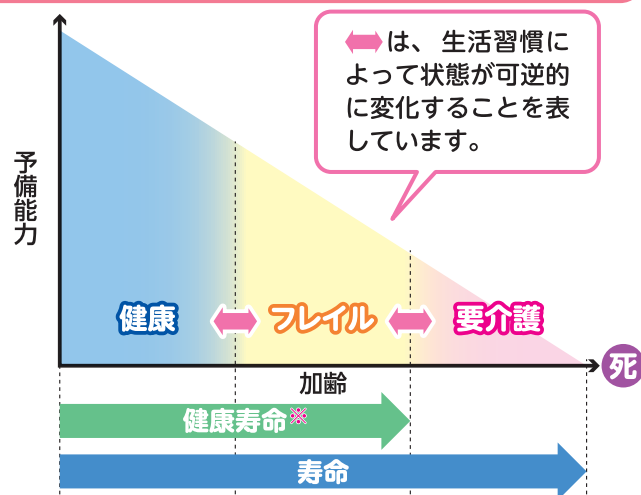 ⇔は、生活習慣に
よって状態が可逆的
に変化することを表
しています。
予備能力
健康
フレイル
要介護
死
加齢
健康寿命※
寿命